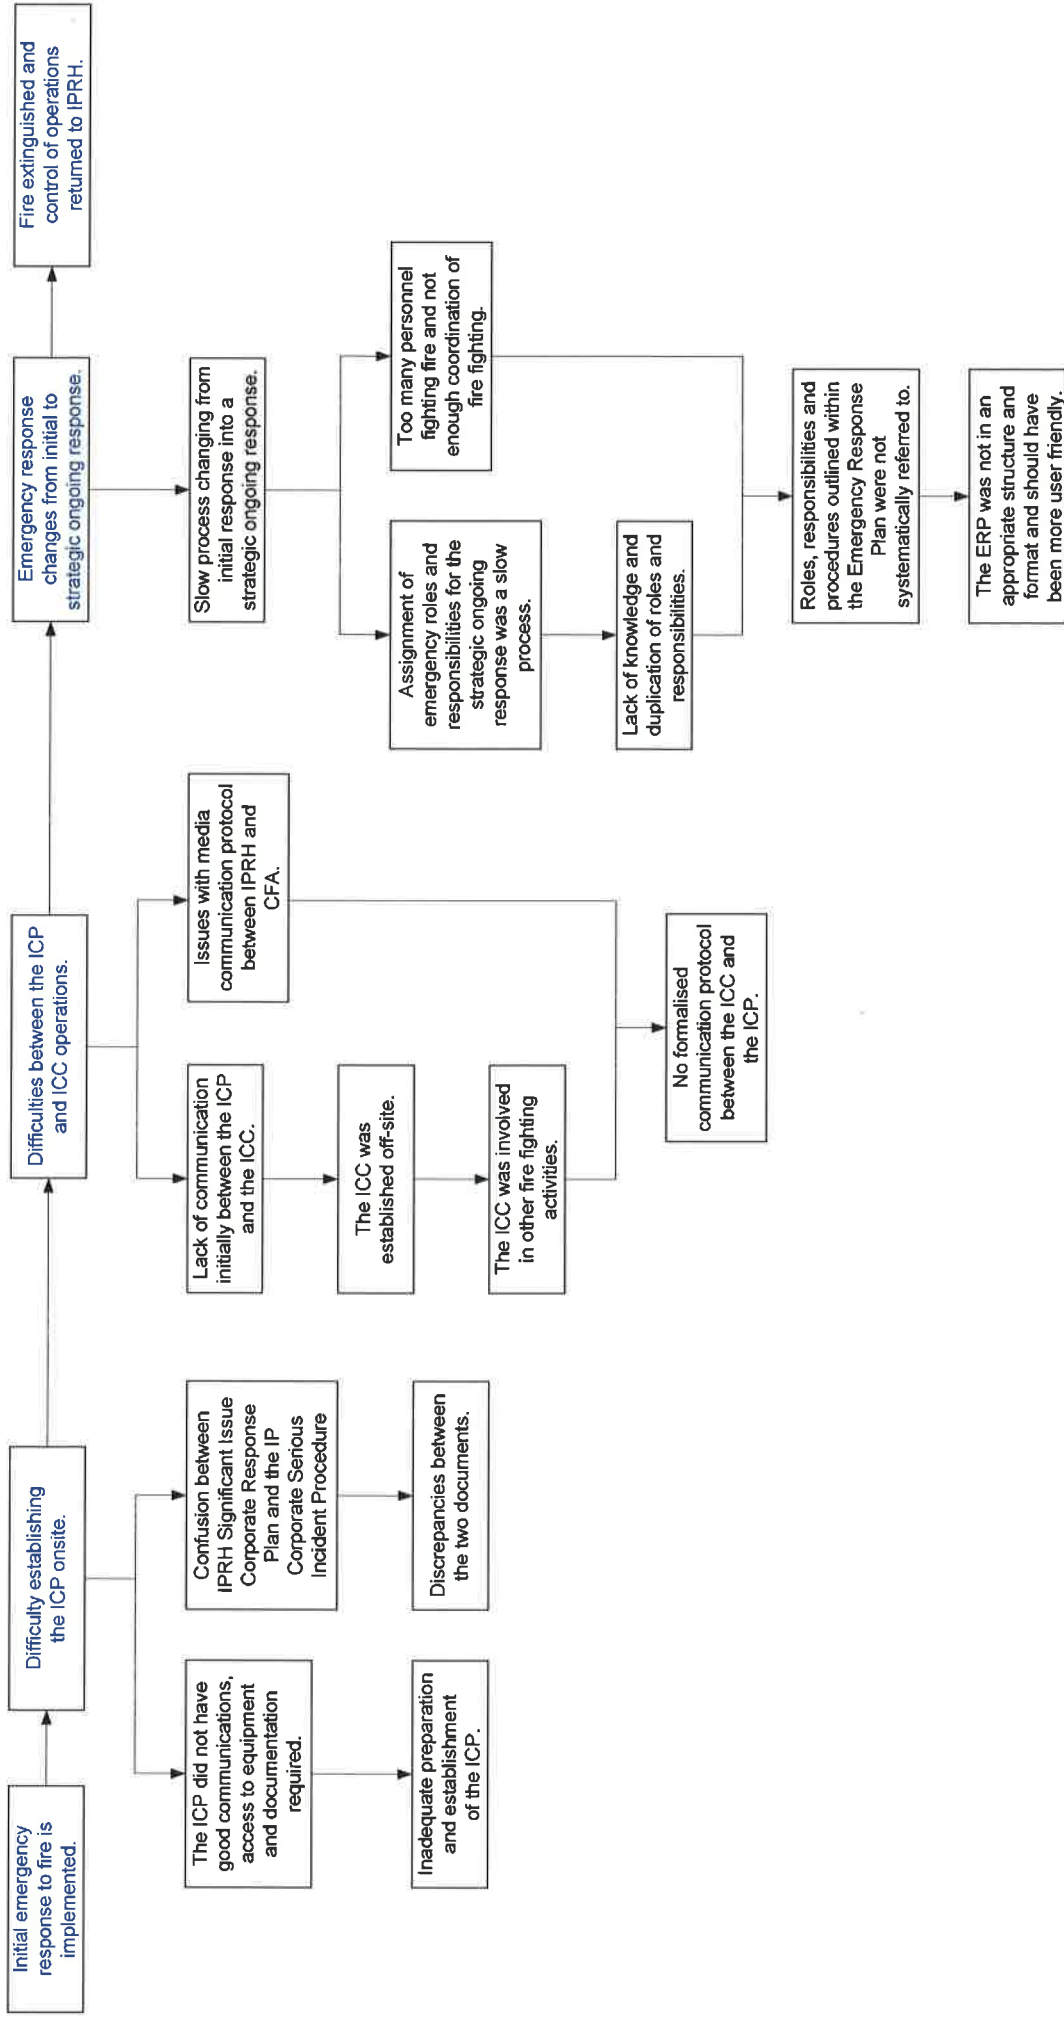 Initial emergency
response to fire is
implemented.
Difficulty establishing
the ICP onsite.
Difficulties between the ICP
and ICC operations.
Emergency response
changes from initial to
strategic ongoing response.
Fire extinguished and
control of operations
returned to IPRH.
The ICP did not have
good communications,
access to equipment
and documentation
required.
Inadequate preparation
and establishment
of the ICP.
Confusion between
IPRH Significant Issue
Corporate Response
Plan and the IP
Corporate Serious
Incident Procedure
Discrepancies between
the two documents.
Lack of communication
initially between the ICP
and the ICC.
The ICC was
established off-site.
The ICC was involved
in other fire fighting
activities.
Issues with media
communication protocol
between IPRH and
CFA.
No formalised
communication protocol
between the ICC and
the ICP.
Slow process changing from
initial response into a
strategic ongoing response.
Assignment of
emergency roles and
responsibilities for the
strategic ongoing
response was a slow
process.
Lack of knowledge and
duplication of roles and
responsibilities.
Too many personnel
fighting fire and not
enough coordination of
fire fighting.
Roles, responsibilities and
procedures outlined within
the Emergency Response
Plan were not
systematically referred to.
The ERP was not in an
appropriate structure and
format and should have
been more user friendly.